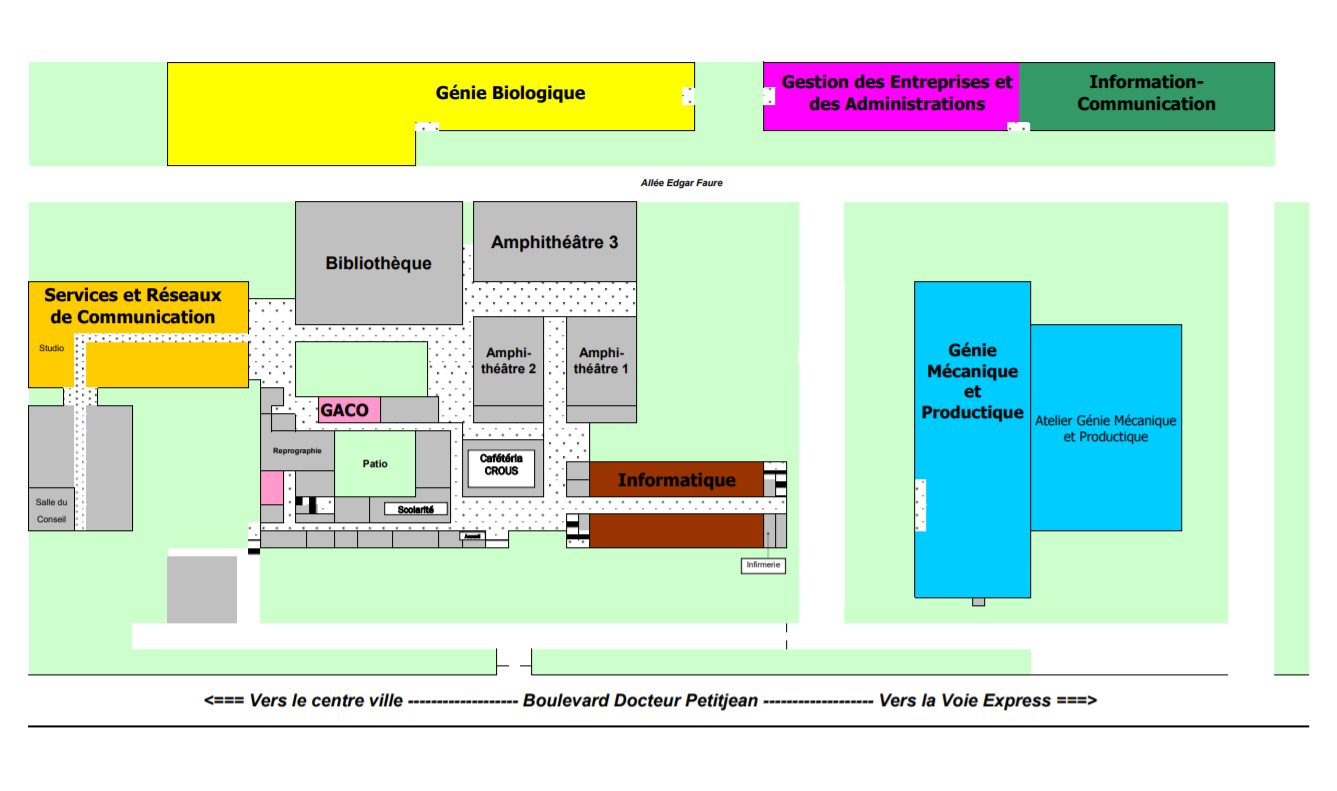 Génie Biologique
Gestion des Entreprises et
des Administrations
Information-
Communication
Allée Edgar Faure
Bibliothèque
Amphithéâtre 3
Services et Réseaux
de Communication
Studio
Amphi-
théâtre 2
Amphi-
théâtre 1
Génie
Mécanique
et
Productique
Atelier Génie Mécanique
et Productique
GACO
Reprographie
Patio
Cafétéria
CROUS
Informatique
Salle du
Conseil
Scolarité
Accueil
Infirmerie
<=== Vers le centre ville ------------------- Boulevard Docteur Petitjean ------------------- Vers la Voie Express ===>